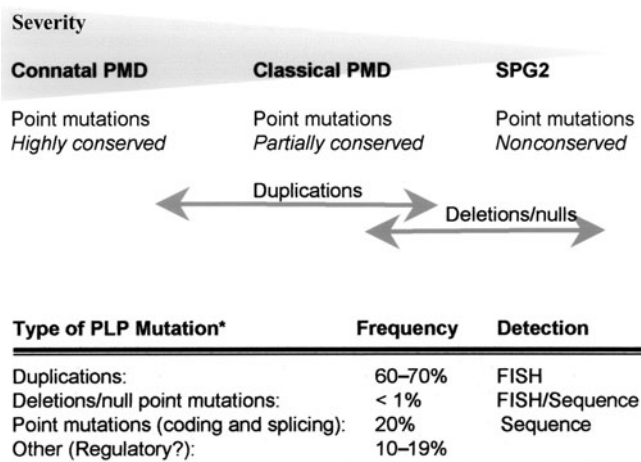 Severity
Connatal PMD Classical PMD SPG2
Point mutations Point mutations Point mutations
Highly conserved Partially conserved Nonconserved
Duplications
Deletions/nulls
Type of PLP Mutation* Frequency Detection
Duplications: 60–70% FISH
Deletions/null point mutations: < 1% FISH/Sequence
Point mutations (coding and splicing): 20% Sequence
Other (Regulatory?): 10–19%